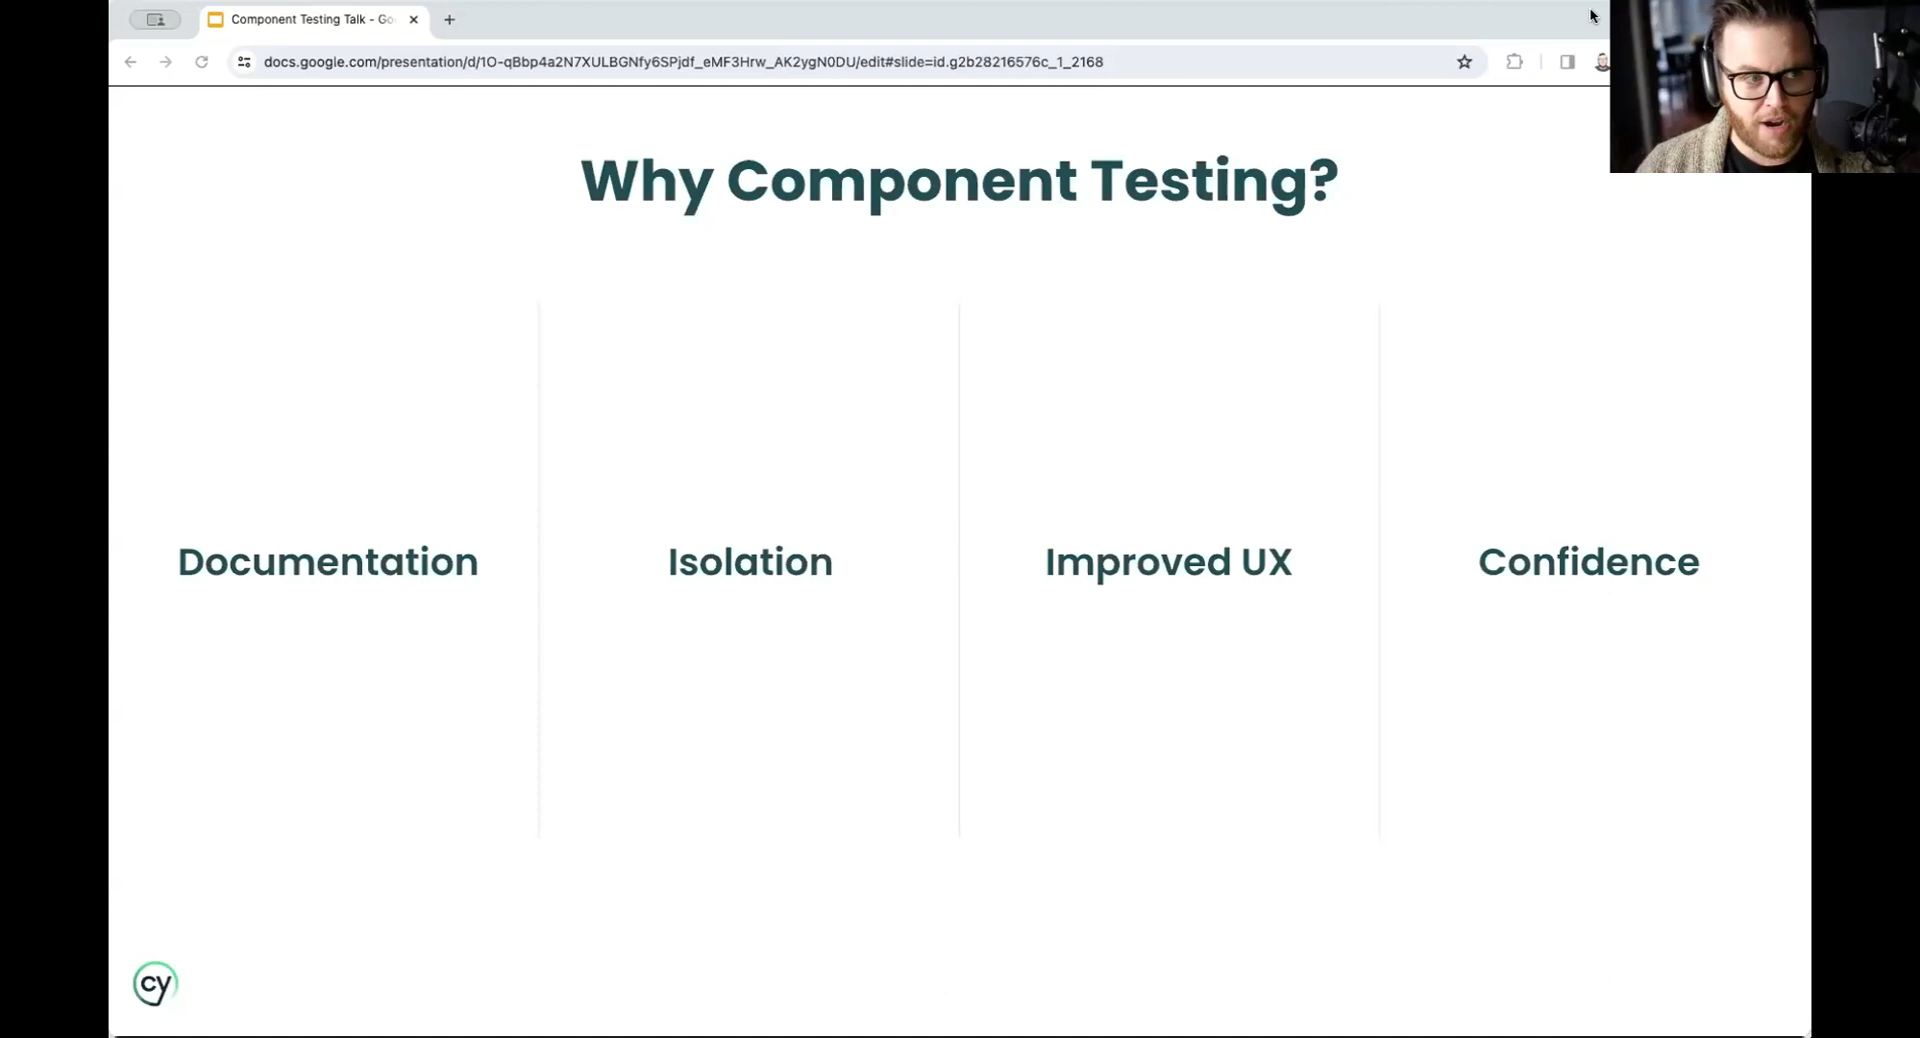 Component Testing Talk - Go
docs.google.com/presentation/d/1O-qBbp4a2N7XULBGNfy6SPjdf_eMF3Hrw_AK2ygN0DU/edit#slide=id.g2b28216576c_1_2168
Why Component Testing?
Documentation
Isolation
Improved UX
Confidence
cy